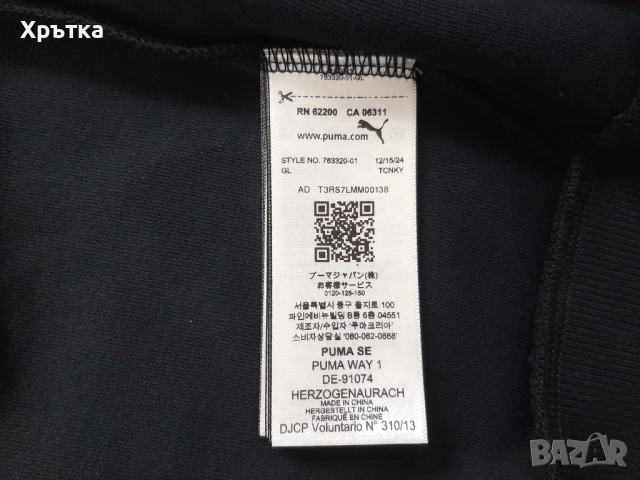 Хрътка
763320-01-GL
RN 62200 CA 06311
www.puma.com
STYLE NO. 763320-01 12/15/24
GL TCNKY
AD T3RS7LMM00138
プーマジャパン(株)
お客様サービス
0120-125-150
서울특별시 중구 을지로 100
파인에비뉴빌딩 B동 6층 04551
제조자/수입자 '푸마코리아'
소비자상담실 "080-082-0888"
PUMA SE
PUMA WAY 1
DE-91074
HERZOGENAURACH
MADE IN CHINA
HERGESTELLT IN CHINA
FABRIQUÉ EN CHINE
DJCP Voluntario N° 310/13
BAZAR